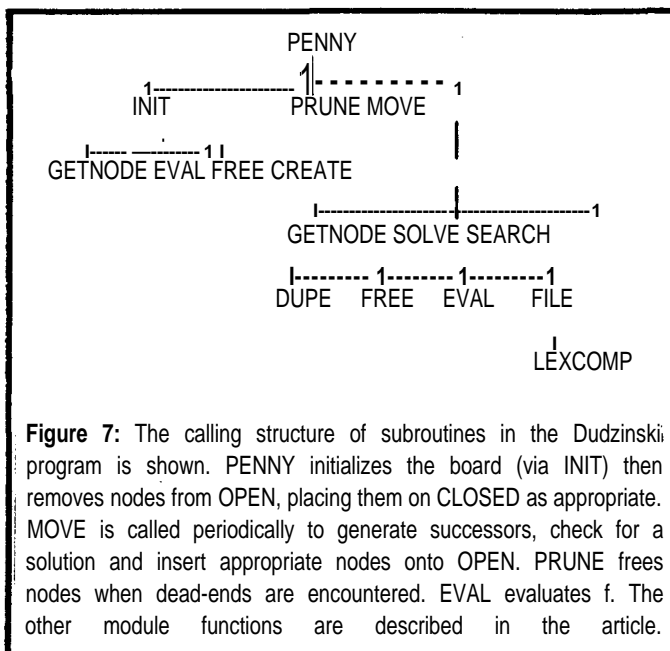 PENNY
INIT PRUNE MOVE
GETNODE EVAL FREE CREATE
GETNODE SOLVE SEARCH
DUPE FREE EVAL FILE
LEXCOMP
Figure 7: The calling structure of subroutines in the Dudzinski
program is shown. PENNY initializes the board (via INIT) then
removes nodes from OPEN, placing them on CLOSED as appropriate.
MOVE is called periodically to generate successors, check for a
solution and insert appropriate nodes onto OPEN. PRUNE frees
nodes when dead-ends are encountered. EVAL evaluates f. The
other module functions are described in the article.